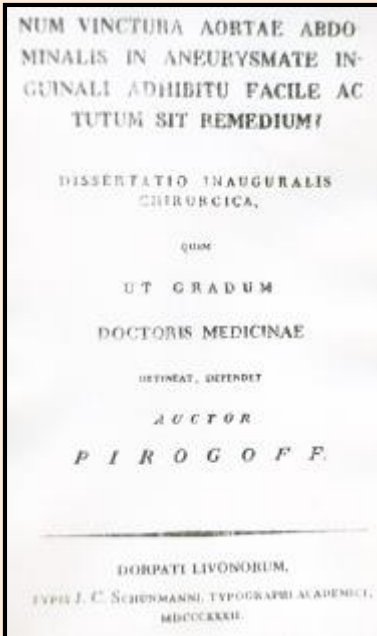 NUM VINCTURA AORTAE ABDO
MINALIS IN ANEURYSMATE IN-
GUINALI ADHIBITU FACILE AC
TUTUM SIT REMEDIUM?
DISSERTATIO INAUGURALIS
CHIRURGICA,
QUAM
UT GRADUM
DOCTORIS MEDICINAE
OBTINEAT, DEFENDET
AUCTOR
PIROGOFF.
DORPATI LIVONORUM,
TYPIS J. C. SCHÜNMANNI, TYPOGRAPHI ACADEMICI,
MDCCCXXXII.